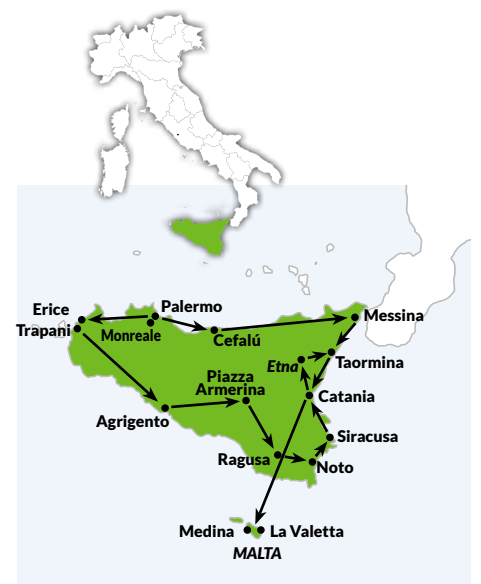 Erice
Palermo
Trapani
Monreale
Messina
Cefalú
Etna
Taormina
Piazza
Armerina
Catania
Agrigento
Siracusa
Ragusa
Noto
Medina
La Valetta
MALTA